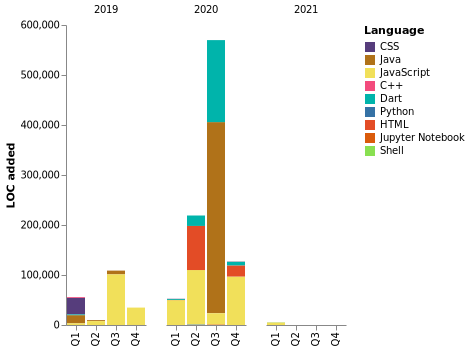 2019
2020
2021
600,000
500,000
400,000
300,000
200,000
100,000
0
LOC added
Q1
Q2
Q3
Q4
Q1
Q2
Q3
Q4
Q1
Q2
Q3
Q4
Language
CSS
Java
JavaScript
C++
Dart
Python
HTML
Jupyter Notebook
Shell